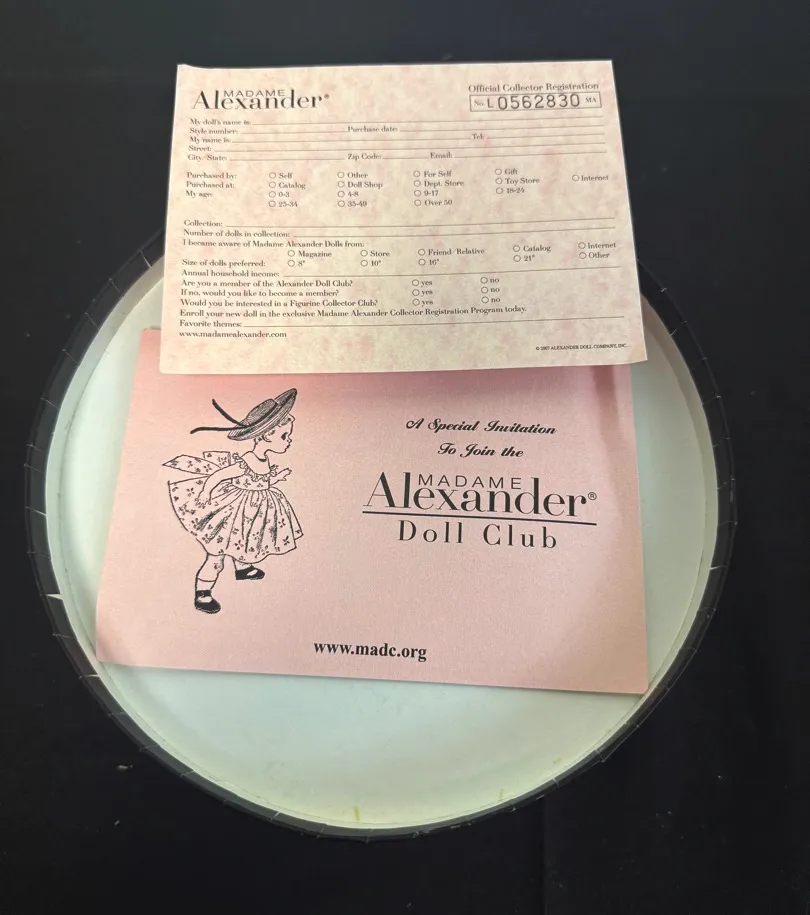 MADAME
Alexander®
Official Collector Registration
No. L 0562830 MA
My doll's name is:
Style number: Purchase date:
My name is: Tel:
Street:
City/State: Zip Code: Email:
Purchased by: Self Other For Self Gift
Purchased at: Catalog Doll Shop Dept. Store Toy Store Internet
My age: 0-3 4-8 9-17 18-24
25-34 35-49 Over 50
Collection:
Number of dolls in collection:
I became aware of Madame Alexander Dolls from:
Magazine Store Friend/Relative Catalog Internet
Size of dolls preferred: 8" 10" 16" 21" Other
Annual household income:
Are you a member of the Alexander Doll Club? yes no
If no, would you like to become a member? yes no
Would you be interested in a Figurine Collector Club? yes no
Enroll your new doll in the exclusive Madame Alexander Collector Registration Program today.
Favorite themes:
www.madamealexander.com
© 2007 ALEXANDER DOLL COMPANY, INC.
A Special Invitation
To Join the
MADAME
Alexander®
Doll Club
www.madc.org